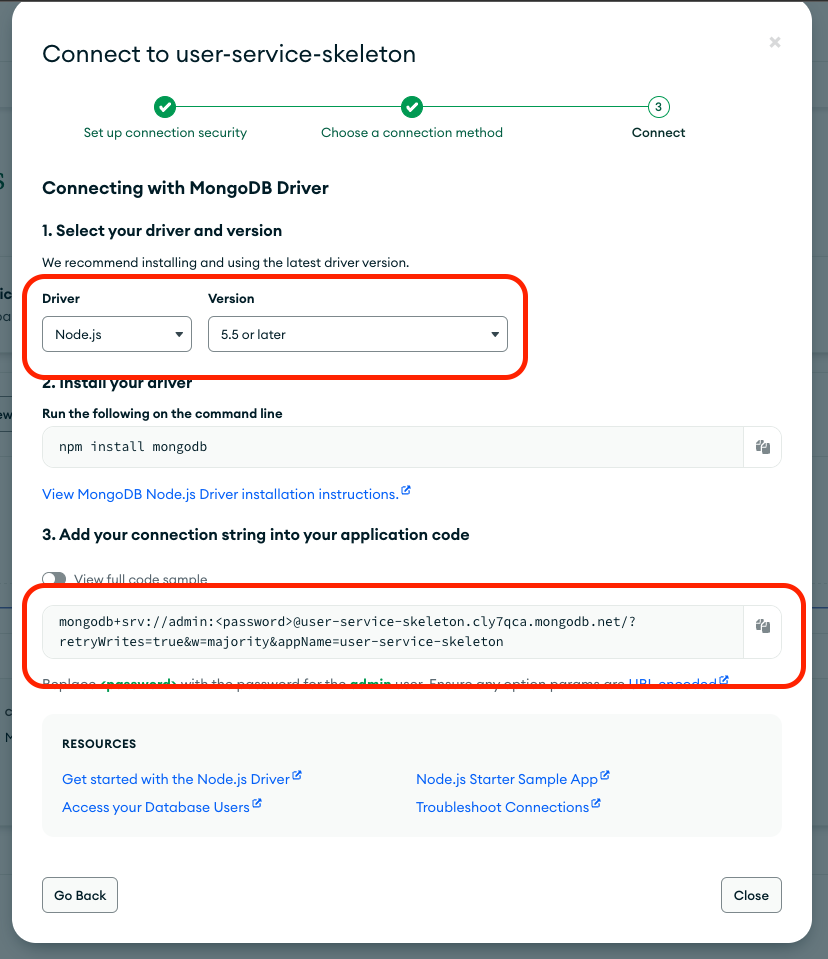 Connect to user-service-skeleton
Set up connection security
Choose a connection method
3
Connect
Connecting with MongoDB Driver
1. Select your driver and version
We recommend installing and using the latest driver version.
Driver
Version
Node.js
5.5 or later
2. Install your driver
Run the following on the command line
npm install mongodb
View MongoDB Node.js Driver installation instructions.
3. Add your connection string into your application code
View full code sample
mongodb+srv://admin:<password>@user-service-skeleton.cly7qca.mongodb.net/?
retryWrites=true&w=majority&appName=user-service-skeleton
Replace <password> with the password for the admin user. Ensure any option params are URL encoded
RESOURCES
Get started with the Node.js Driver
Node.js Starter Sample App
Access your Database Users
Troubleshoot Connections
Go Back
Close